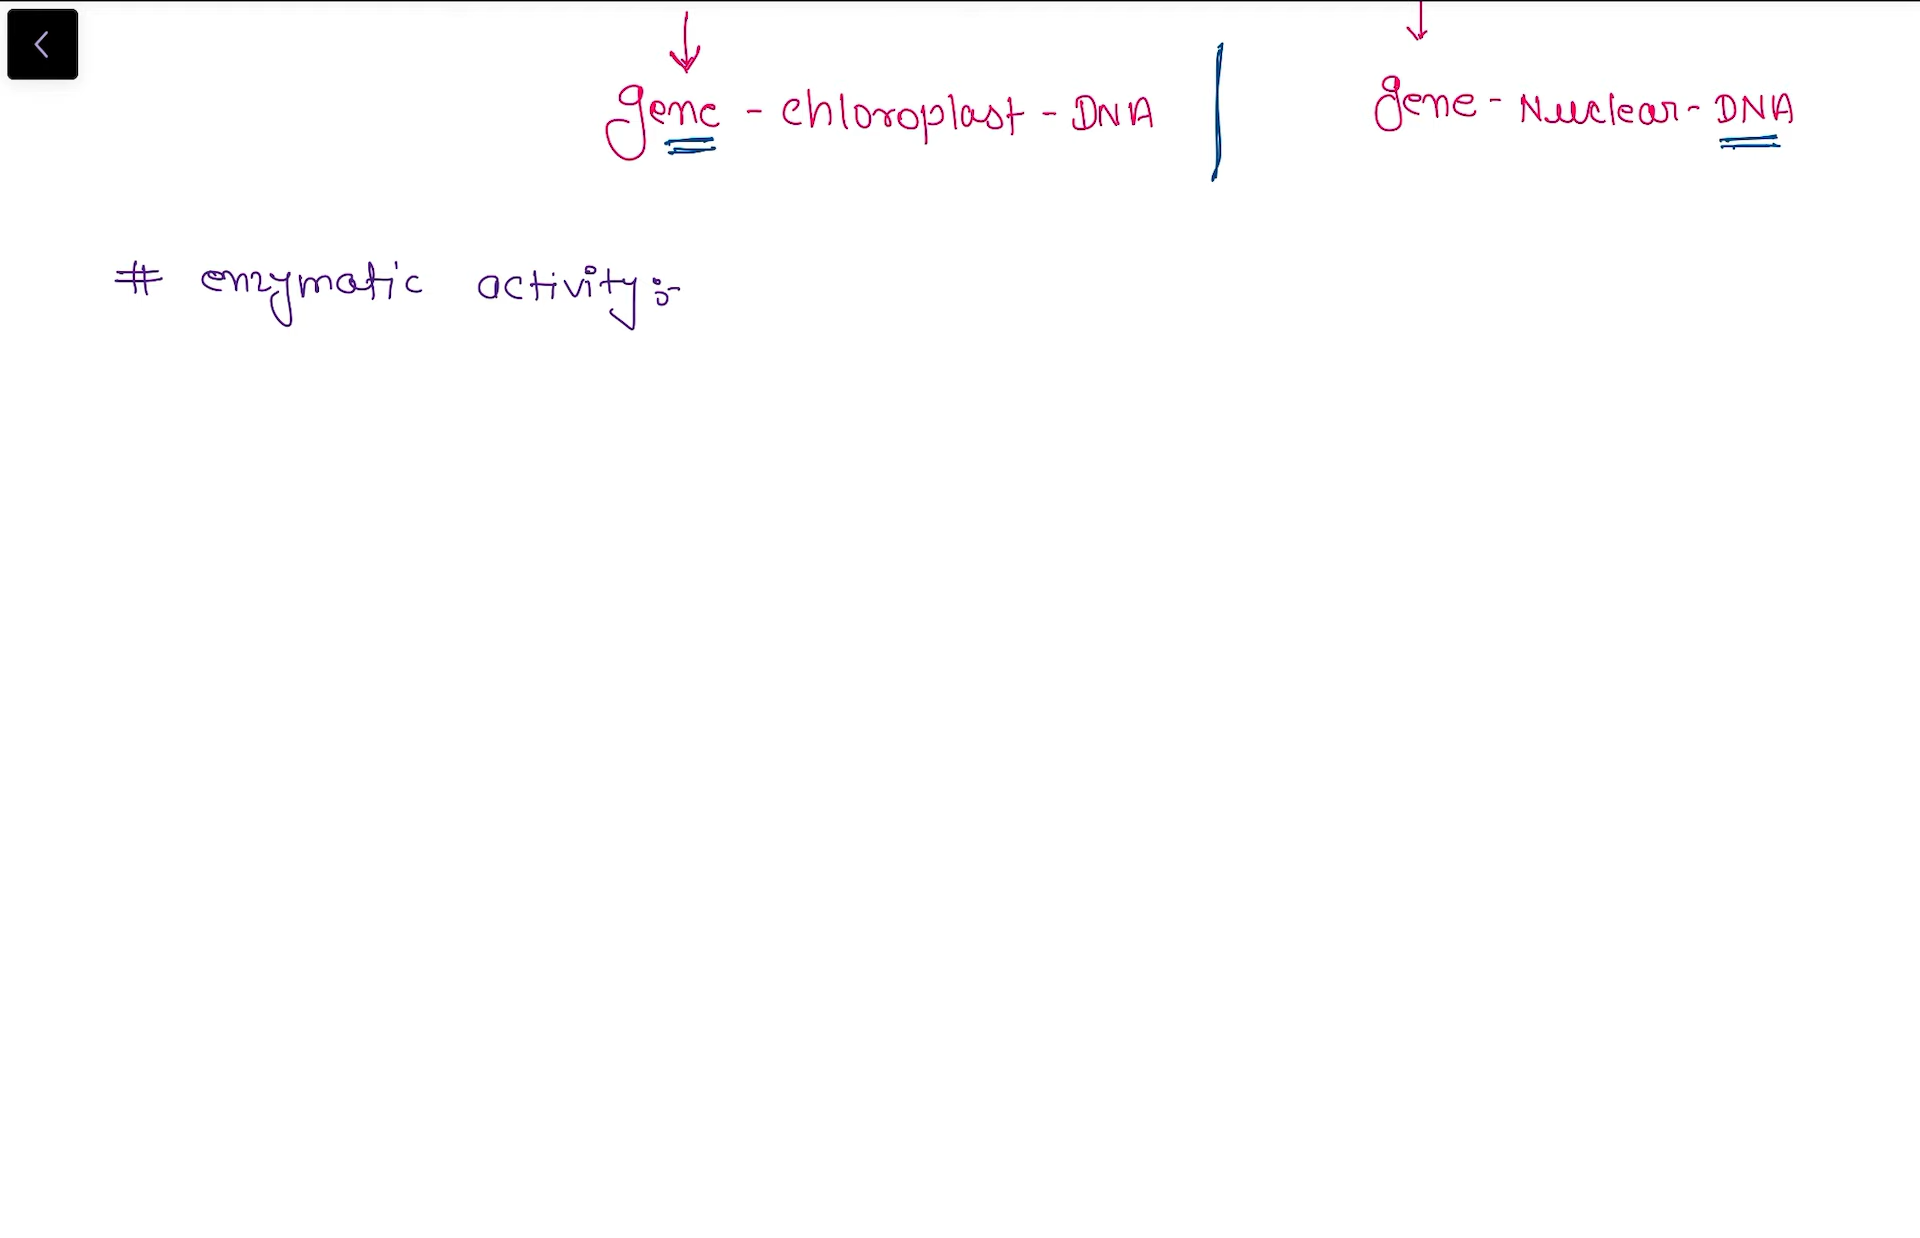 gene - chloroplast - DNA
gene - Nuclear - DNA
# enzymatic activity :-